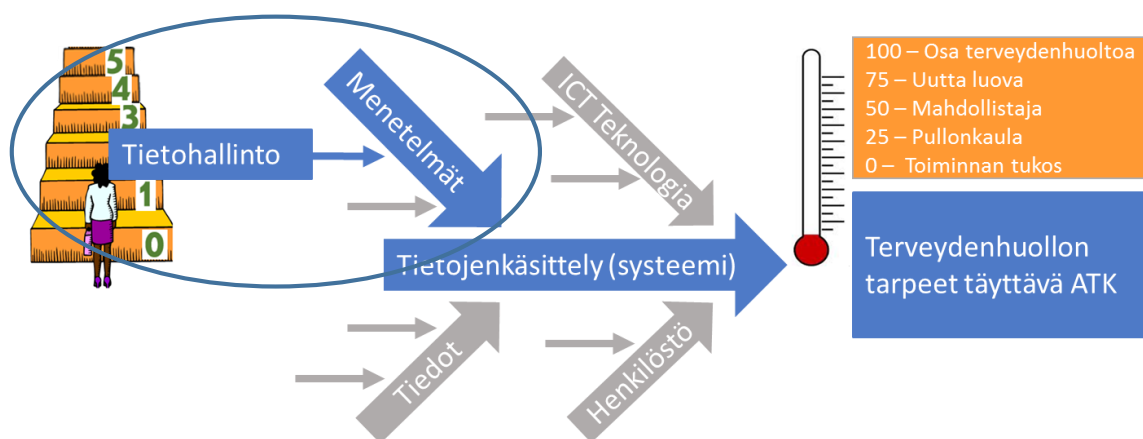 5
4
3
Tietohallinto
1
0
Menetelmät
ICT Teknologia
Tietojenkäsittely (systeemi)
Tiedot
Henkilöstö
100 – Osa terveydenhuoltoa
75 – Uutta luova
50 – Mahdollistaja
25 – Pullonkaula
0 – Toiminnan tukos
Terveydenhuollon
tarpeet täyttävä ATK